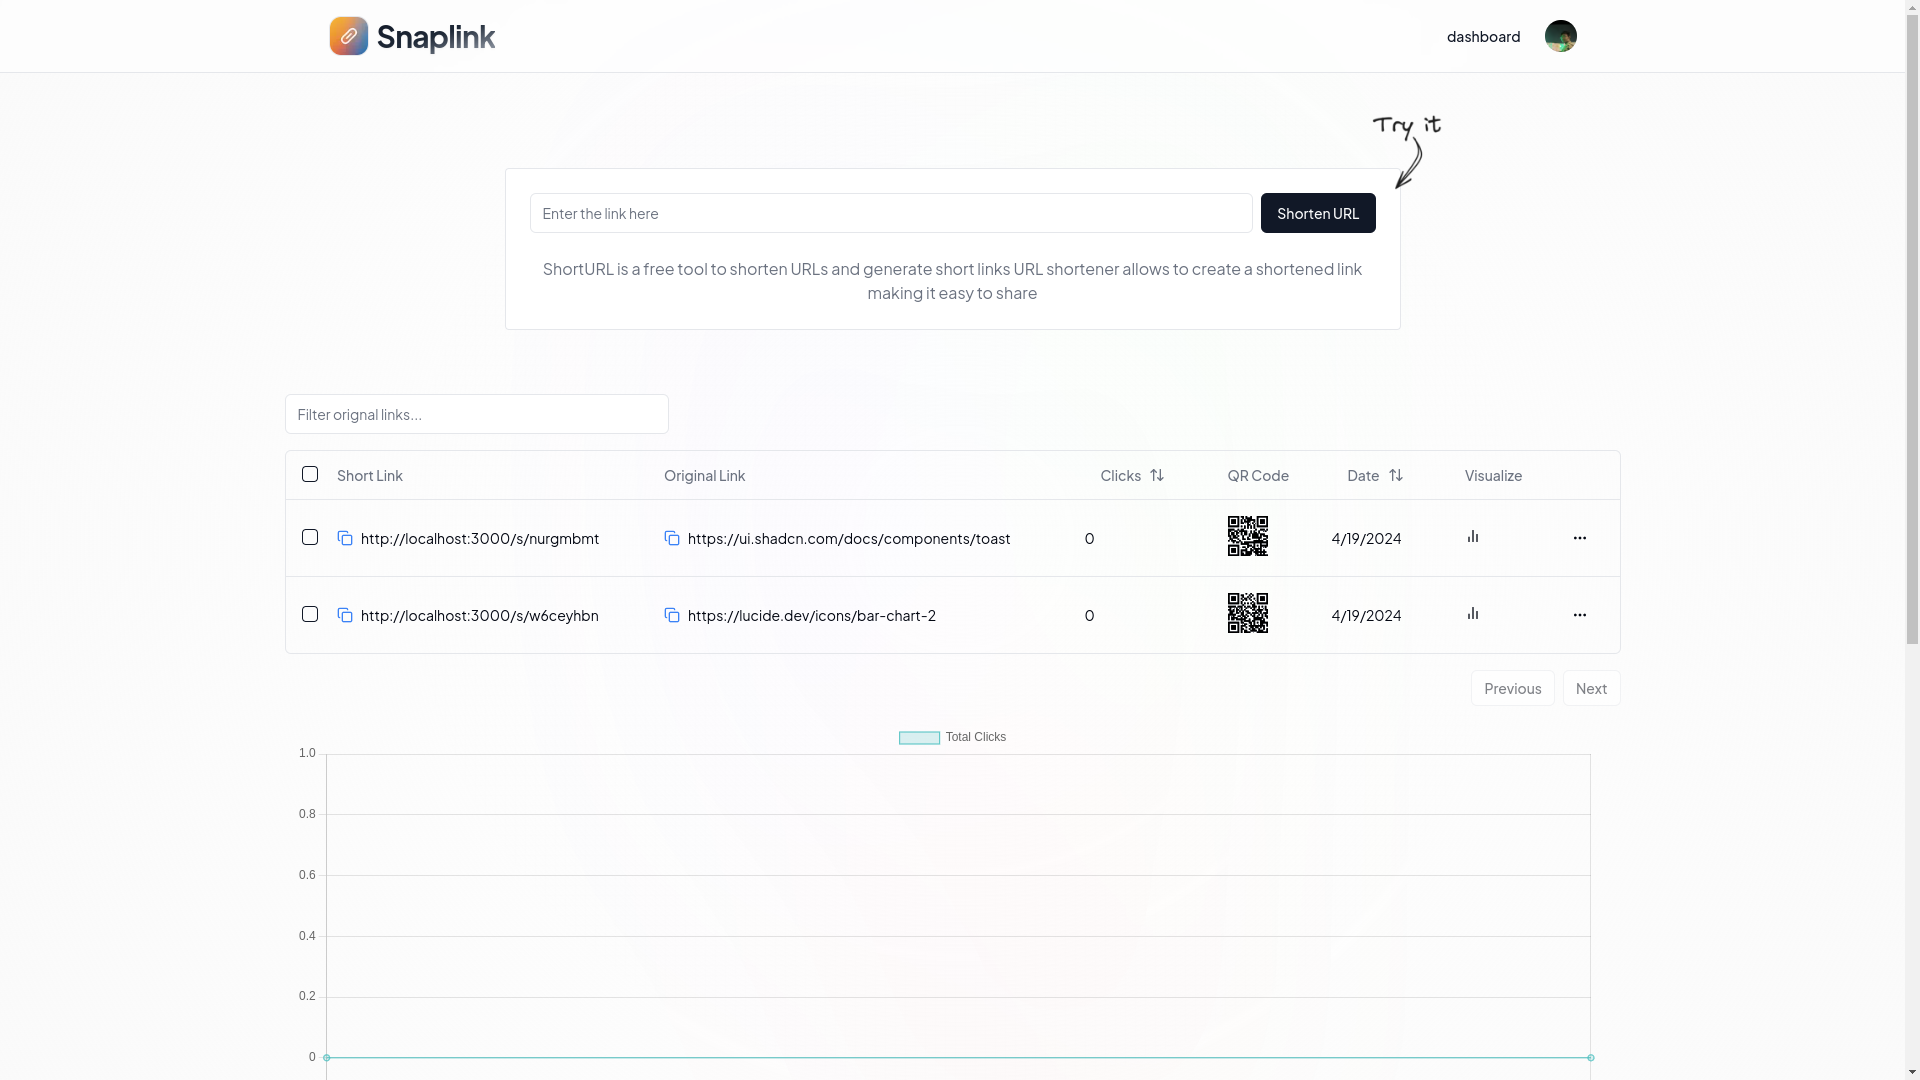 Snaplink
dashboard
Try it
Enter the link here
Shorten URL
ShortURL is a free tool to shorten URLs and generate short links URL shortener allows to create a shortened link
making it easy to share
Filter orignal links...
Short Link Original Link Clicks QR Code Date Visualize
http://localhost:3000/s/nurgmbmt https://ui.shadcn.com/docs/components/toast 0 4/19/2024
http://localhost:3000/s/w6ceyhbn https://lucide.dev/icons/bar-chart-2 0 4/19/2024
Previous Next
Total Clicks
1.0
0.8
0.6
0.4
0.2
0